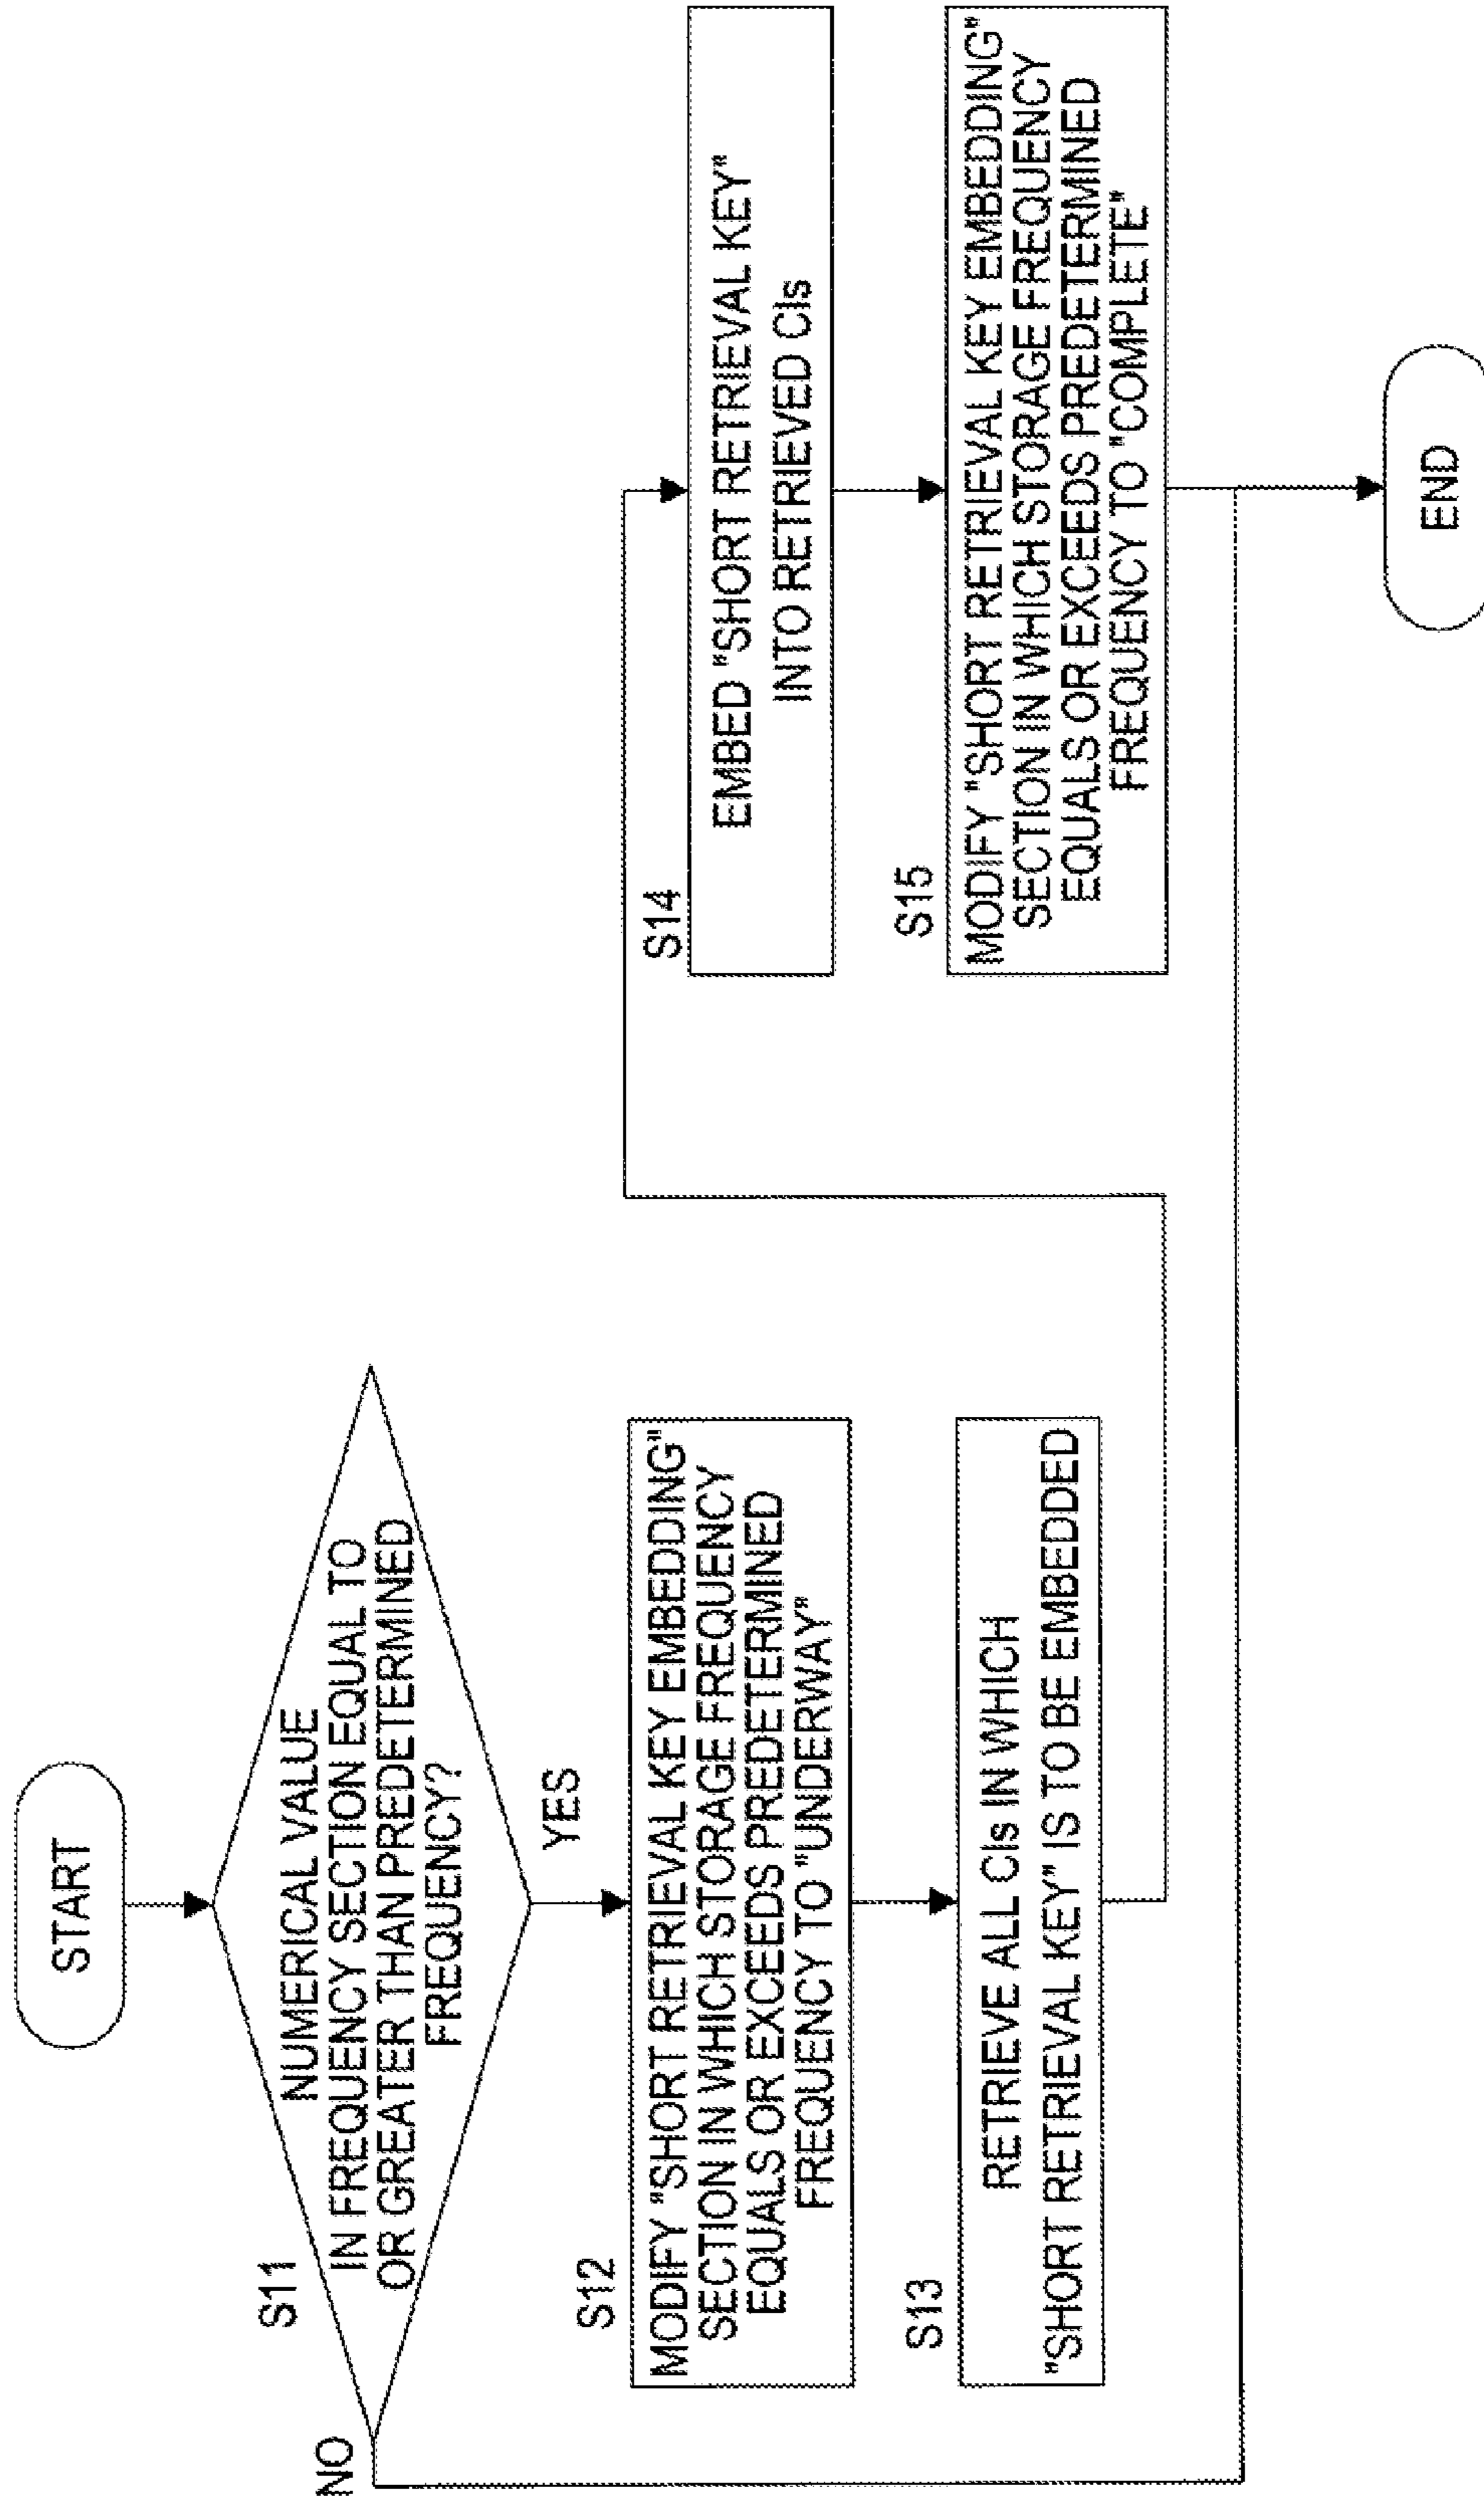 START
S11
NUMERICAL VALUE
IN FREQUENCY SECTION EQUAL TO
OR GREATER THAN PREDETERMINED
FREQUENCY?
NO
YES
S12
MODIFY "SHORT RETRIEVAL KEY EMBEDDING"
SECTION IN WHICH STORAGE FREQUENCY
EQUALS OR EXCEEDS PREDETERMINED
FREQUENCY TO "UNDERWAY"
S13
RETRIEVE ALL CIs IN WHICH
"SHORT RETRIEVAL KEY" IS TO BE EMBEDDED
S14
EMBED "SHORT RETRIEVAL KEY"
INTO RETRIEVED CIs
S15
MODIFY "SHORT RETRIEVAL KEY EMBEDDING"
SECTION IN WHICH STORAGE FREQUENCY
EQUALS OR EXCEEDS PREDETERMINED
FREQUENCY TO "COMPLETE"
END